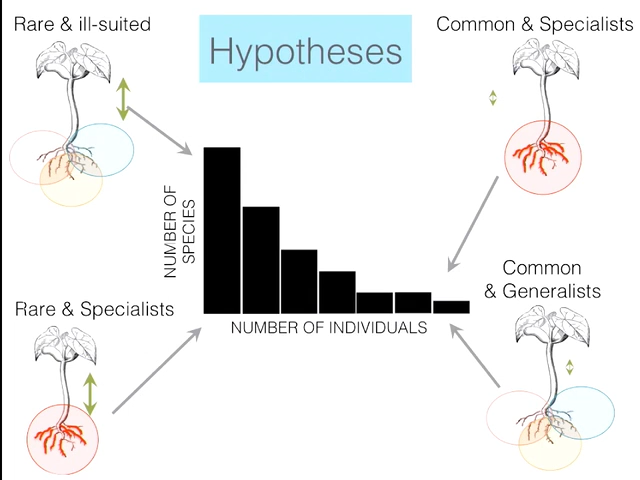 Rare & ill-suited
Hypotheses
Common & Specialists
NUMBER OF
SPECIES
NUMBER OF INDIVIDUALS
Rare & Specialists
Common
& Generalists